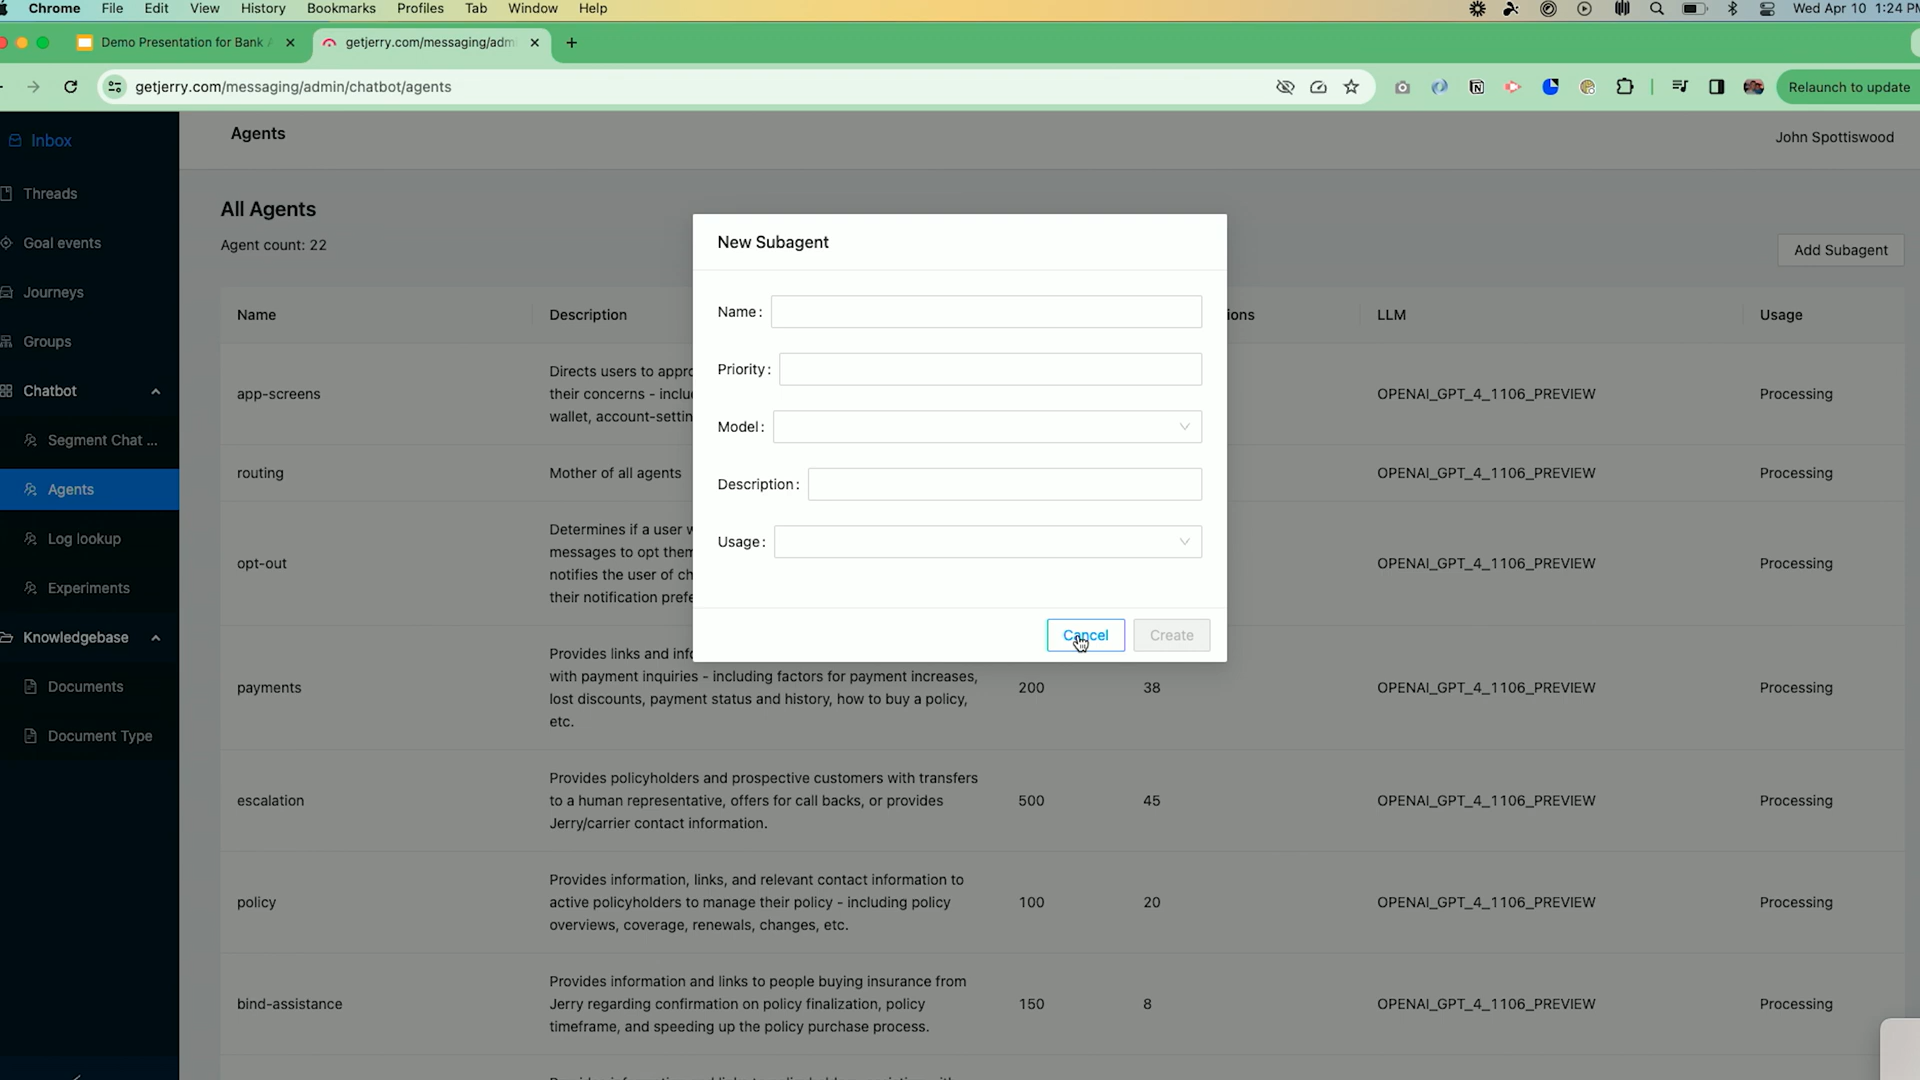 Chrome File Edit View History Bookmarks Profiles Tab Window Help Wed Apr 10 1:24 PM
Demo Presentation for Bank getjerry.com/messaging/adm
getjerry.com/messaging/admin/chatbot/agents Relaunch to update
Inbox
Threads
Goal events
Journeys
Groups
Chatbot
Segment Chat ...
Agents
Log lookup
Experiments
Knowledgebase
Documents
Document Type
Agents
John Spottiswood
All Agents
Agent count: 22
Add Subagent
Name Description ions LLM Usage
app-screens
Directs users to appro
their concerns - inclu
wallet, account-settin
OPENAI_GPT_4_1106_PREVIEW Processing
routing Mother of all agents OPENAI_GPT_4_1106_PREVIEW Processing
opt-out
Determines if a user w
messages to opt them
notifies the user of ch
their notification prefe
OPENAI_GPT_4_1106_PREVIEW Processing
payments
Provides links and info
with payment inquiries - including factors for payment increases,
lost discounts, payment status and history, how to buy a policy,
etc.
200 38 OPENAI_GPT_4_1106_PREVIEW Processing
escalation
Provides policyholders and prospective customers with transfers
to a human representative, offers for call backs, or provides
Jerry/carrier contact information.
500 45 OPENAI_GPT_4_1106_PREVIEW Processing
policy
Provides information, links, and relevant contact information to
active policyholders to manage their policy - including policy
overviews, coverage, renewals, changes, etc.
100 20 OPENAI_GPT_4_1106_PREVIEW Processing
bind-assistance
Provides information and links to people buying insurance from
Jerry regarding confirmation on policy finalization, policy
timeframe, and speeding up the policy purchase process.
150 8 OPENAI_GPT_4_1106_PREVIEW Processing
New Subagent
Name:
Priority:
Model:
Description:
Usage:
Cancel Create